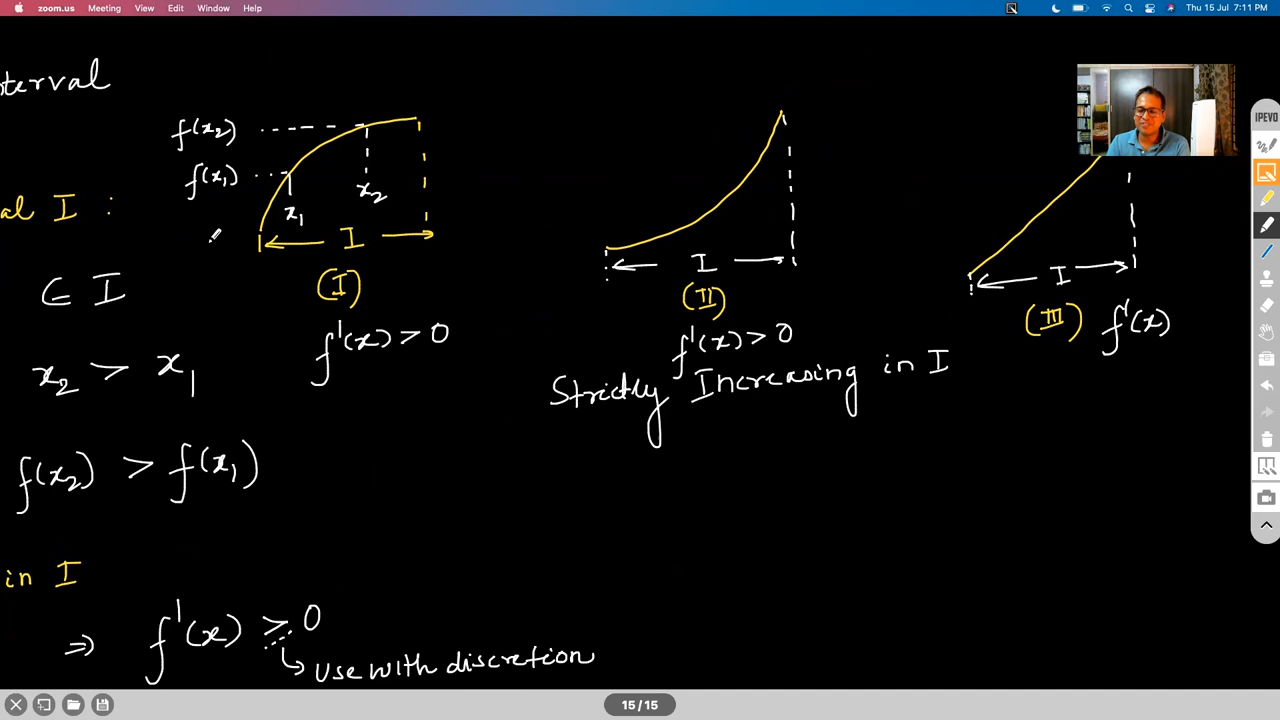 zoom.us Meeting View Edit Window Help
Thu 15 Jul 7:11 PM
IPEVO
terval
al I :
∈ I
x₂ > x₁
f(x₂) > f(x₁)
in I
⇒ f'(x) ≥ 0
use with discretion
f(x₂)
f(x₁)
x₁
x₂
I
(I)
f'(x) > 0
I
(II)
f'(x) > 0
I
(III) f'(x)
Strictly Increasing in I
15 / 15